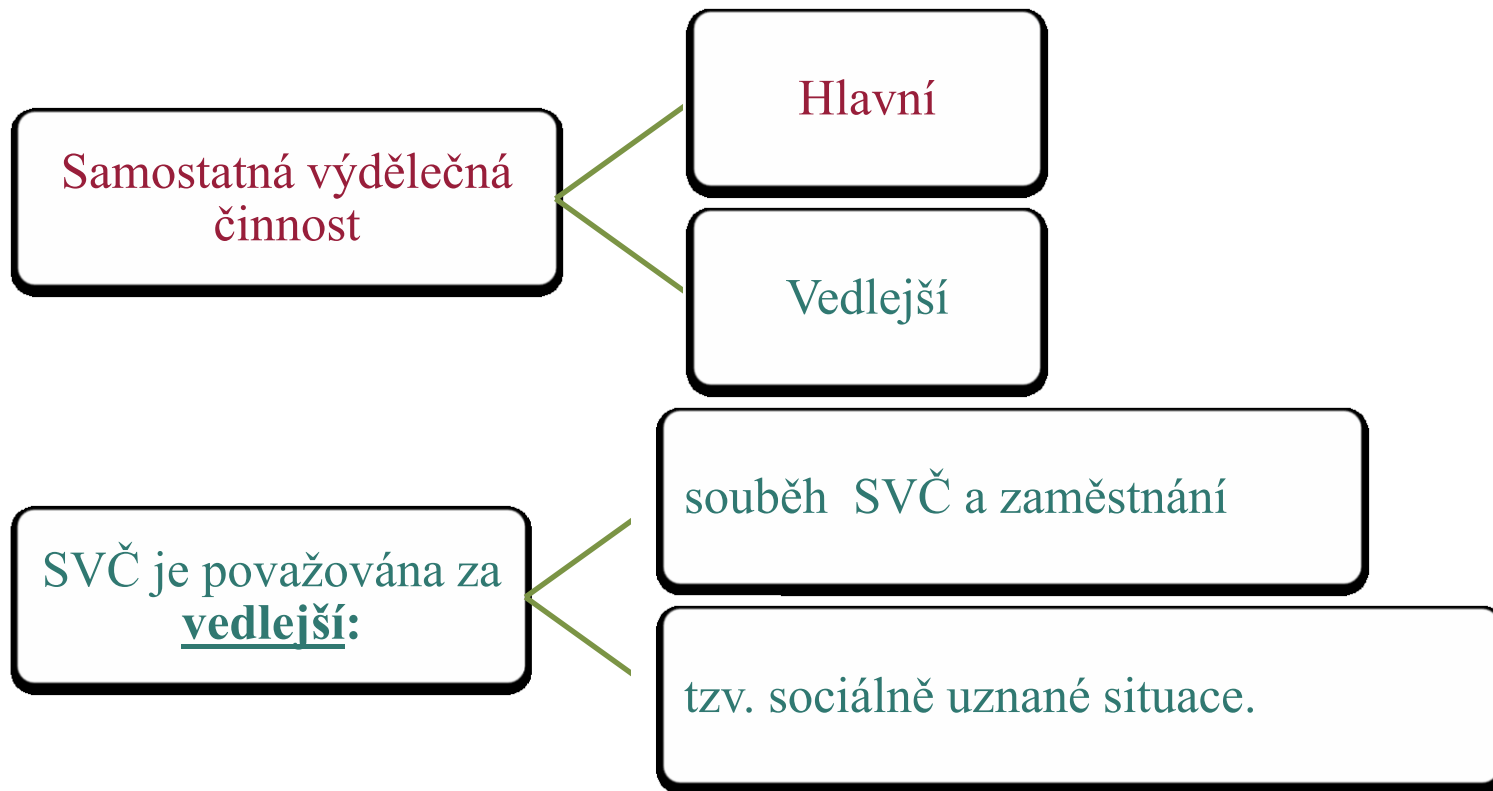 Samostatná výdělečná
činnost
Hlavní
Vedlejší
SVČ je považována za
vedlejší:
souběh  SVČ a zaměstnání
tzv. sociálně uznané situace.